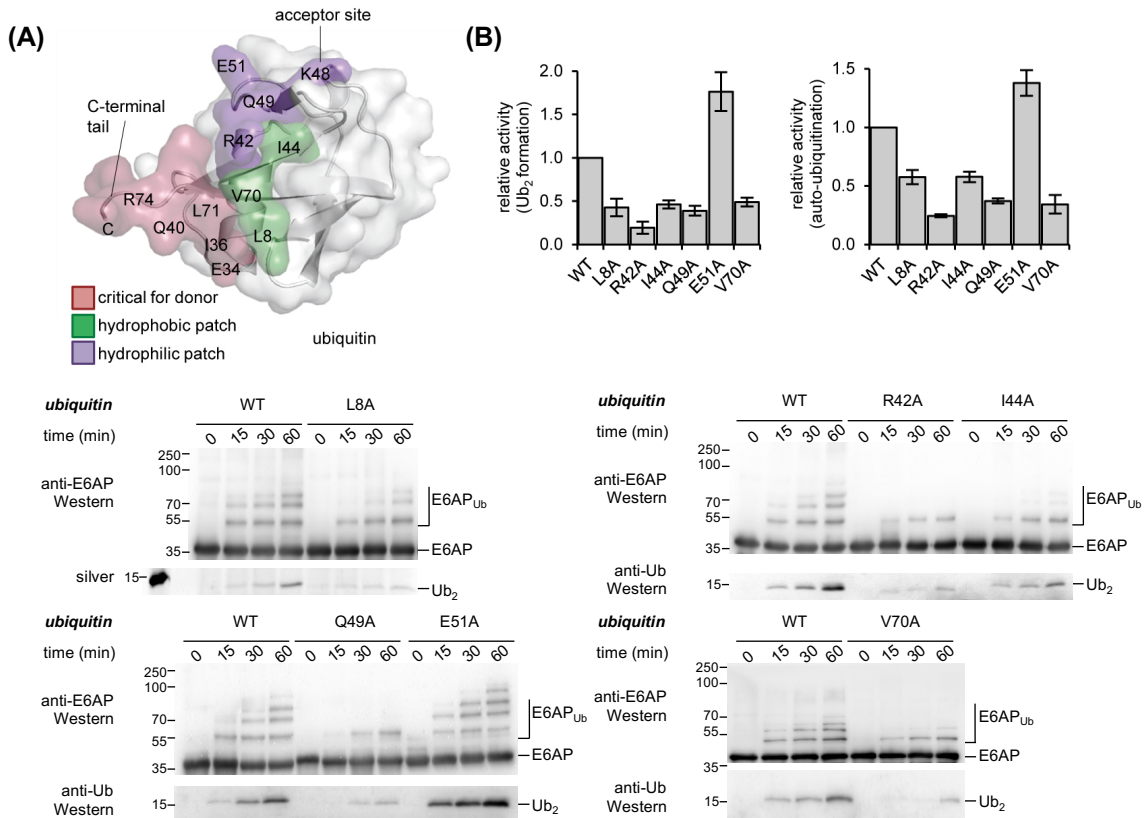 (A)
acceptor site
E51
K48
Q49
C-terminal
tail
R42
I44
R74
V70
L71
C
Q40
L8
I36
E34
critical for donor
hydrophobic patch
hydrophilic patch
ubiquitin
(B)
relative activity
(Ub2 formation)
2.0
1.5
1.0
0.5
0.0
WT
L8A
R42A
I44A
Q49A
E51A
V70A
relative activity
(auto-ubiquitination)
1.5
1.0
0.5
0.0
WT
L8A
R42A
I44A
Q49A
E51A
V70A
ubiquitin WT L8A
time (min) 0 15 30 60 0 15 30 60
250
100
anti-E6AP
Western
70
55
E6APUb
35
E6AP
silver 15
Ub2
ubiquitin WT R42A I44A
time (min) 0 15 30 60 0 15 30 60 0 15 30 60
250
100
anti-E6AP
Western
70
55
E6APUb
35
E6AP
anti-Ub
Western
15
Ub2
ubiquitin WT Q49A E51A
time (min) 0 15 30 60 0 15 30 60 0 15 30 60
250
100
anti-E6AP
Western
70
55
E6APUb
E6AP
35
anti-Ub
Western
15
Ub2
ubiquitin WT V70A
time (min) 0 15 30 60 0 15 30 60
250
100
anti-E6AP
Western
70
55
E6APUb
E6AP
35
anti-Ub
Western
15
Ub2